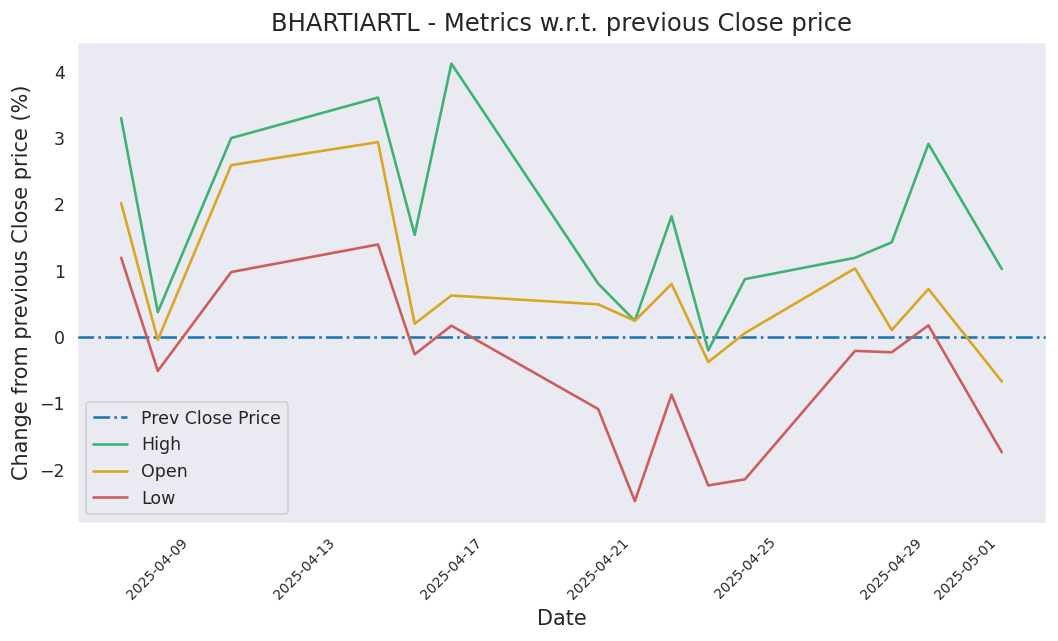 BHARTIARTL - Metrics w.r.t. previous Close price
Change from previous Close price (%)
4
3
2
1
0
−1
−2
Prev Close Price
High
Open
Low
2025-04-09
2025-04-13
2025-04-17
2025-04-21
2025-04-25
2025-04-29
2025-05-01
Date